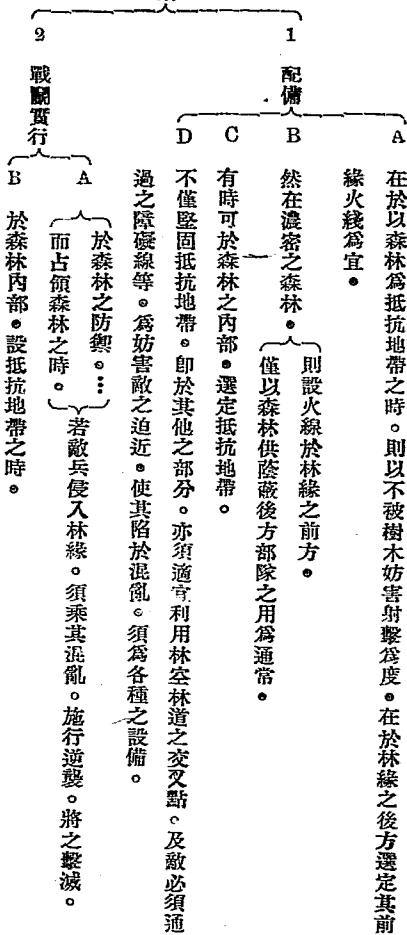 1 配備
A 在於以森林爲抵抗地帶之時。則以不被樹木妨害射擊爲度。在於林緣之後方選定其前
緣火綫爲宜。
B 然在濃密之森林。
則設火線於林緣之前方。
僅以森林供蔭蔽後方部隊之用爲通常。
C 有時可於森林之內部。選定抵抗地帶。
D 不僅堅固抵抗地帶。卽於其他之部分。亦須適宜利用林空林道之交叉點。及敵必須通
過之障礙線等。爲妨害敵之迫近。使其陷於混亂。須爲各種之設備。
2 戰鬭實行
A 於森林之防禦。…
而占領森林之時。
若敵兵侵入林緣。須乘其混亂。施行逆襲。將之擊滅。
B 於森林內部。設抵抗地帶之時。